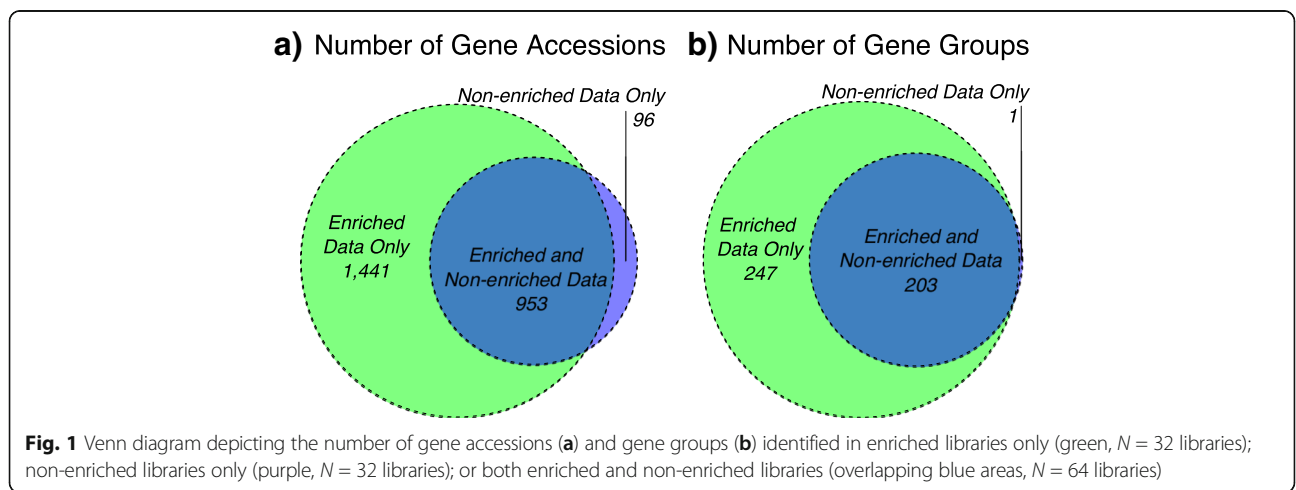 a) Number of Gene Accessions
b) Number of Gene Groups
Non-enriched Data Only
96
Enriched
Data Only
1,441
Enriched and
Non-enriched Data
953
Non-enriched Data Only
1
Enriched
Data Only
247
Enriched and
Non-enriched Data
203
Fig. 1 Venn diagram depicting the number of gene accessions (a) and gene groups (b) identified in enriched libraries only (green, N = 32 libraries);
non-enriched libraries only (purple, N = 32 libraries); or both enriched and non-enriched libraries (overlapping blue areas, N = 64 libraries)